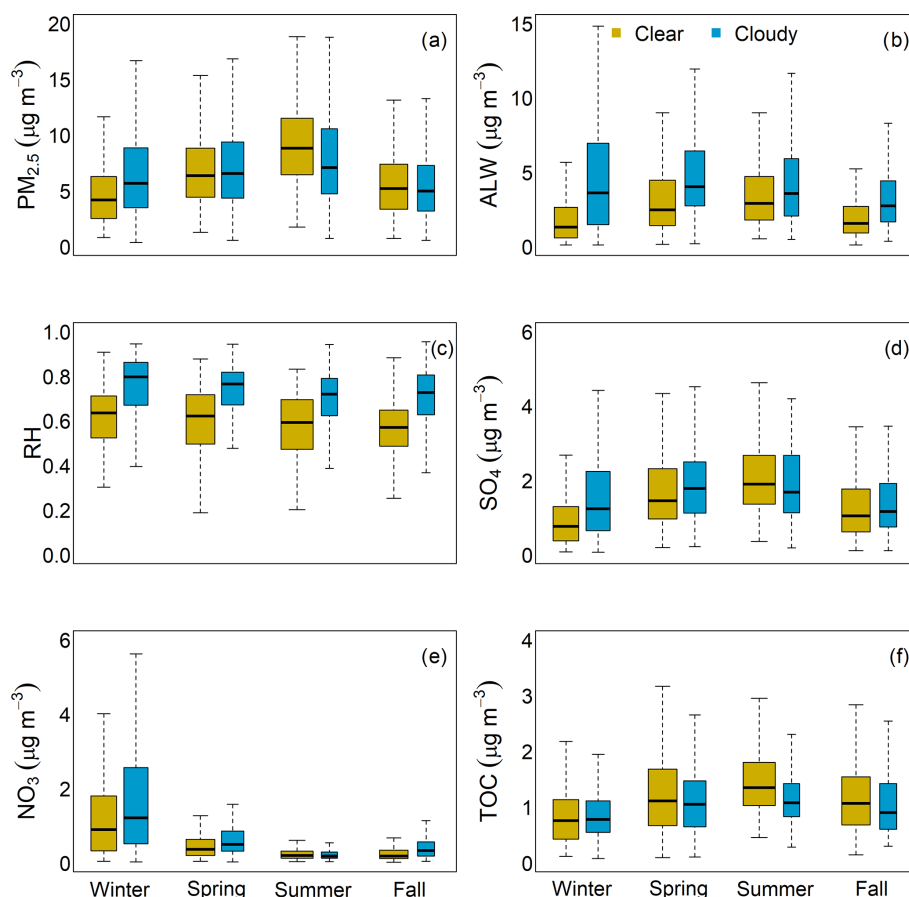 PM2.5 (μg m−3)
20
15
10
5
0
(a)
ALW (μg m−3)
15
10
5
0
Clear
Cloudy
(b)
RH
1.0
0.8
0.6
0.4
0.2
0.0
(c)
SO4 (μg m−3)
6
4
2
0
(d)
NO3 (μg m−3)
6
4
2
0
(e)
Winter Spring Summer Fall
TOC (μg m−3)
4
3
2
1
0
(f)
Winter Spring Summer Fall